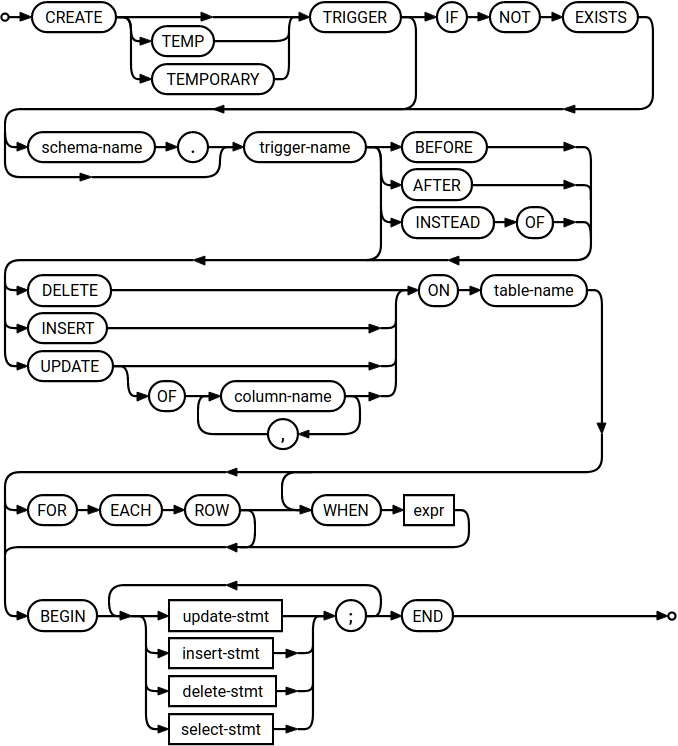 CREATE TRIGGER IF NOT EXISTS
TEMP
TEMPORARY
schema-name . trigger-name BEFORE
AFTER
INSTEAD OF
DELETE ON table-name
INSERT
UPDATE
OF column-name
,
FOR EACH ROW WHEN expr
BEGIN update-stmt ; END
insert-stmt
delete-stmt
select-stmt